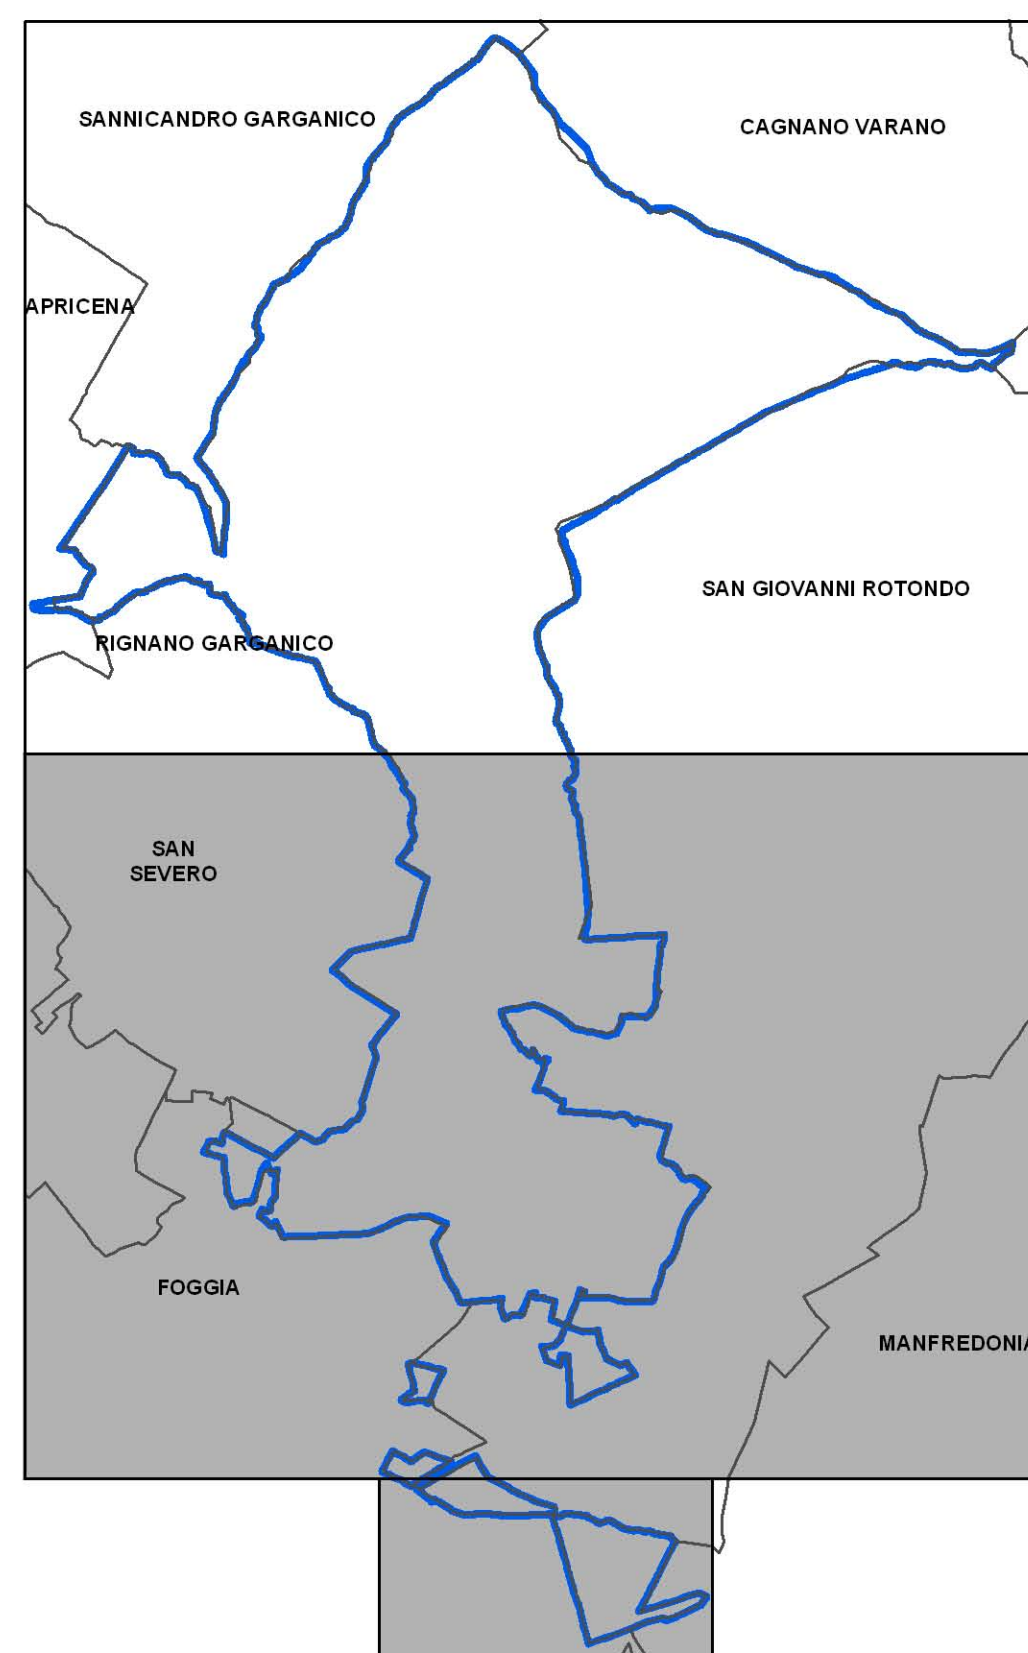 SANNICANDRO GARGANICO
CAGNANO VARANO
APRICENA
SAN GIOVANNI ROTONDO
RIGNANO GARGANICO
SAN
SEVERO
FOGGIA
MANFREDONIA